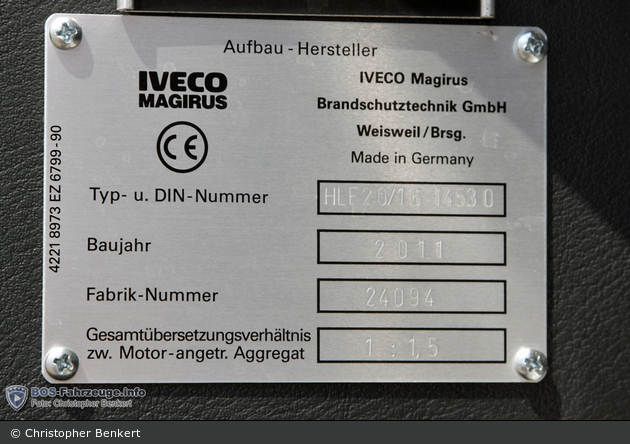 Aufbau - Hersteller
IVECO
MAGIRUS
IVECO Magirus
Brandschutztechnik GmbH
Weisweil / Brsg.
Made in Germany
CE
Typ- u. DIN-Nummer HLF 20/16 14530
Baujahr 2011
Fabrik-Nummer 24094
Gesamtübersetzungsverhältnis
zw. Motor-angetr. Aggregat 1 : 1,5
4221 8973 EZ 6799-90
BOS-Fahrzeuge.Info
Foto: Christopher Benkert
© Christopher Benkert